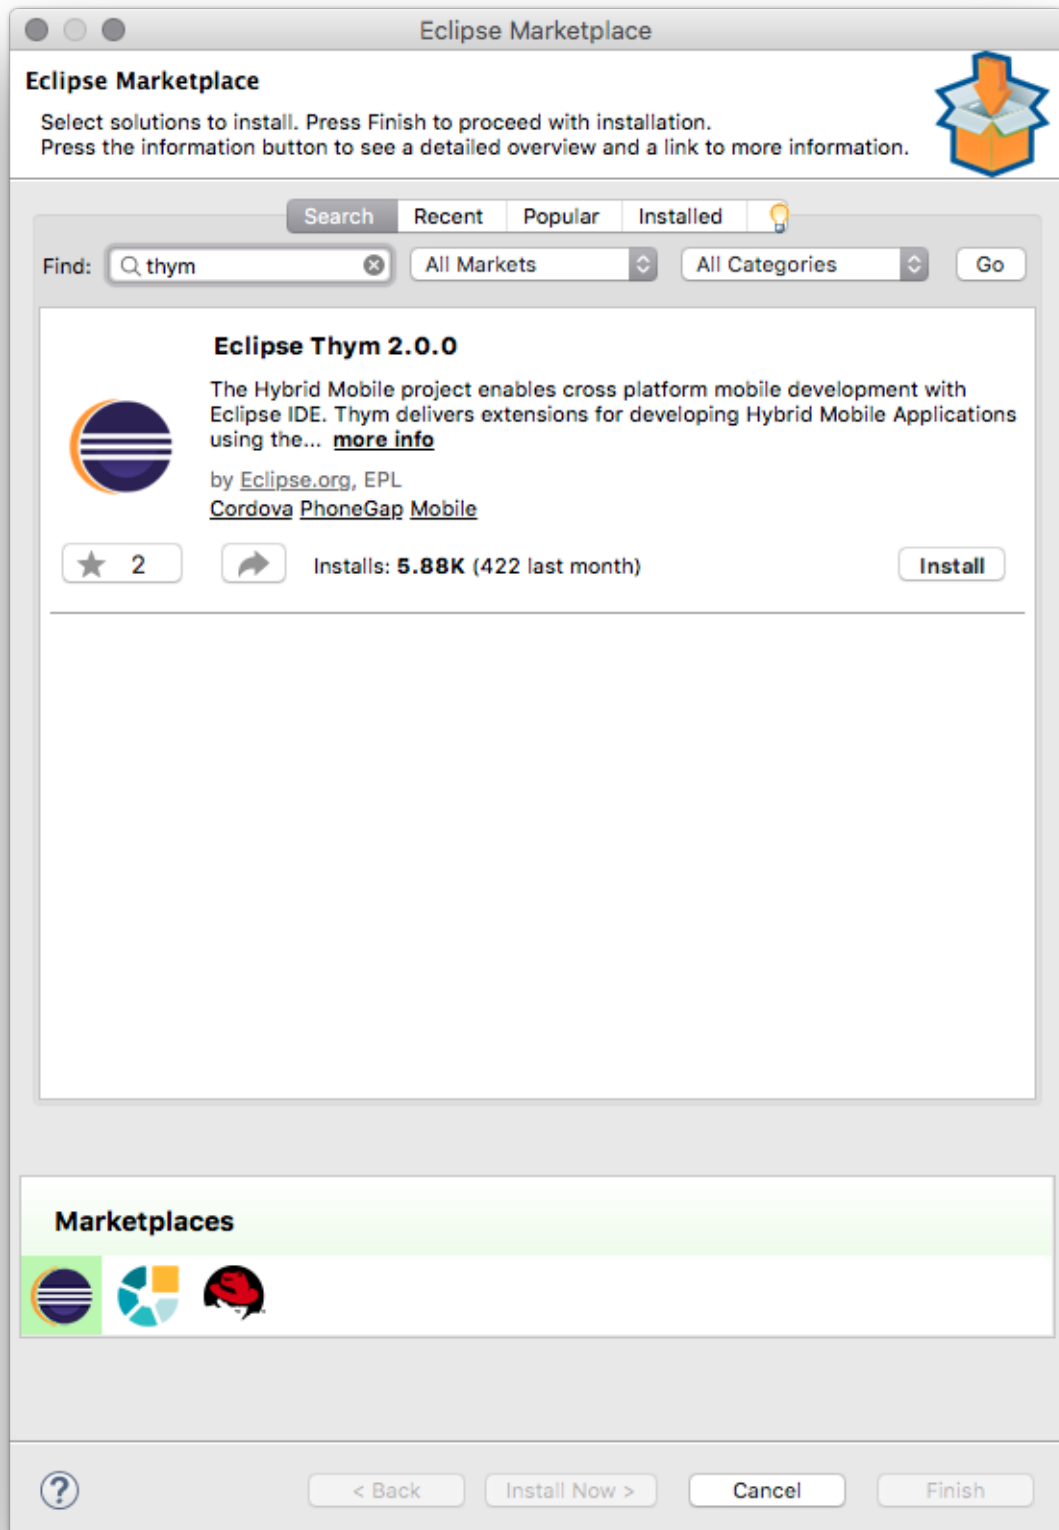 Eclipse Marketplace
Eclipse Marketplace
Select solutions to install. Press Finish to proceed with installation.
Press the information button to see a detailed overview and a link to more information.
Search Recent Popular Installed
Find: thym All Markets All Categories Go
Eclipse Thym 2.0.0
The Hybrid Mobile project enables cross platform mobile development with
Eclipse IDE. Thym delivers extensions for developing Hybrid Mobile Applications
using the... more info
by Eclipse.org, EPL
Cordova PhoneGap Mobile
2 Installs: 5.88K (422 last month) Install
Marketplaces
? < Back Install Now > Cancel Finish